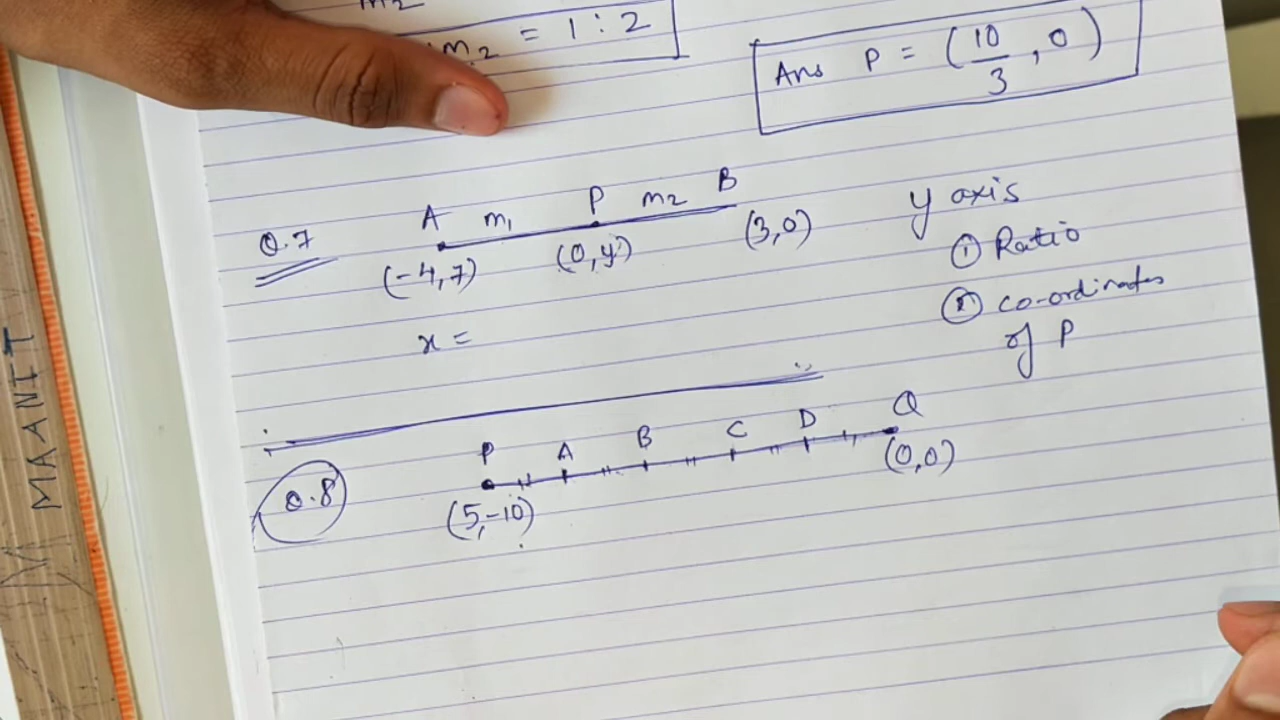 m2
m2 = 1 : 2
Ans P = (10/3 , 0)
Q.7
A m1 P m2 B
(-4,7) (0,y) (3,0)
y axis
① Ratio
② co-ordinates
of P
x =
Q.8
P A B C D Q
(5,-10) (0,0)
MAANIT